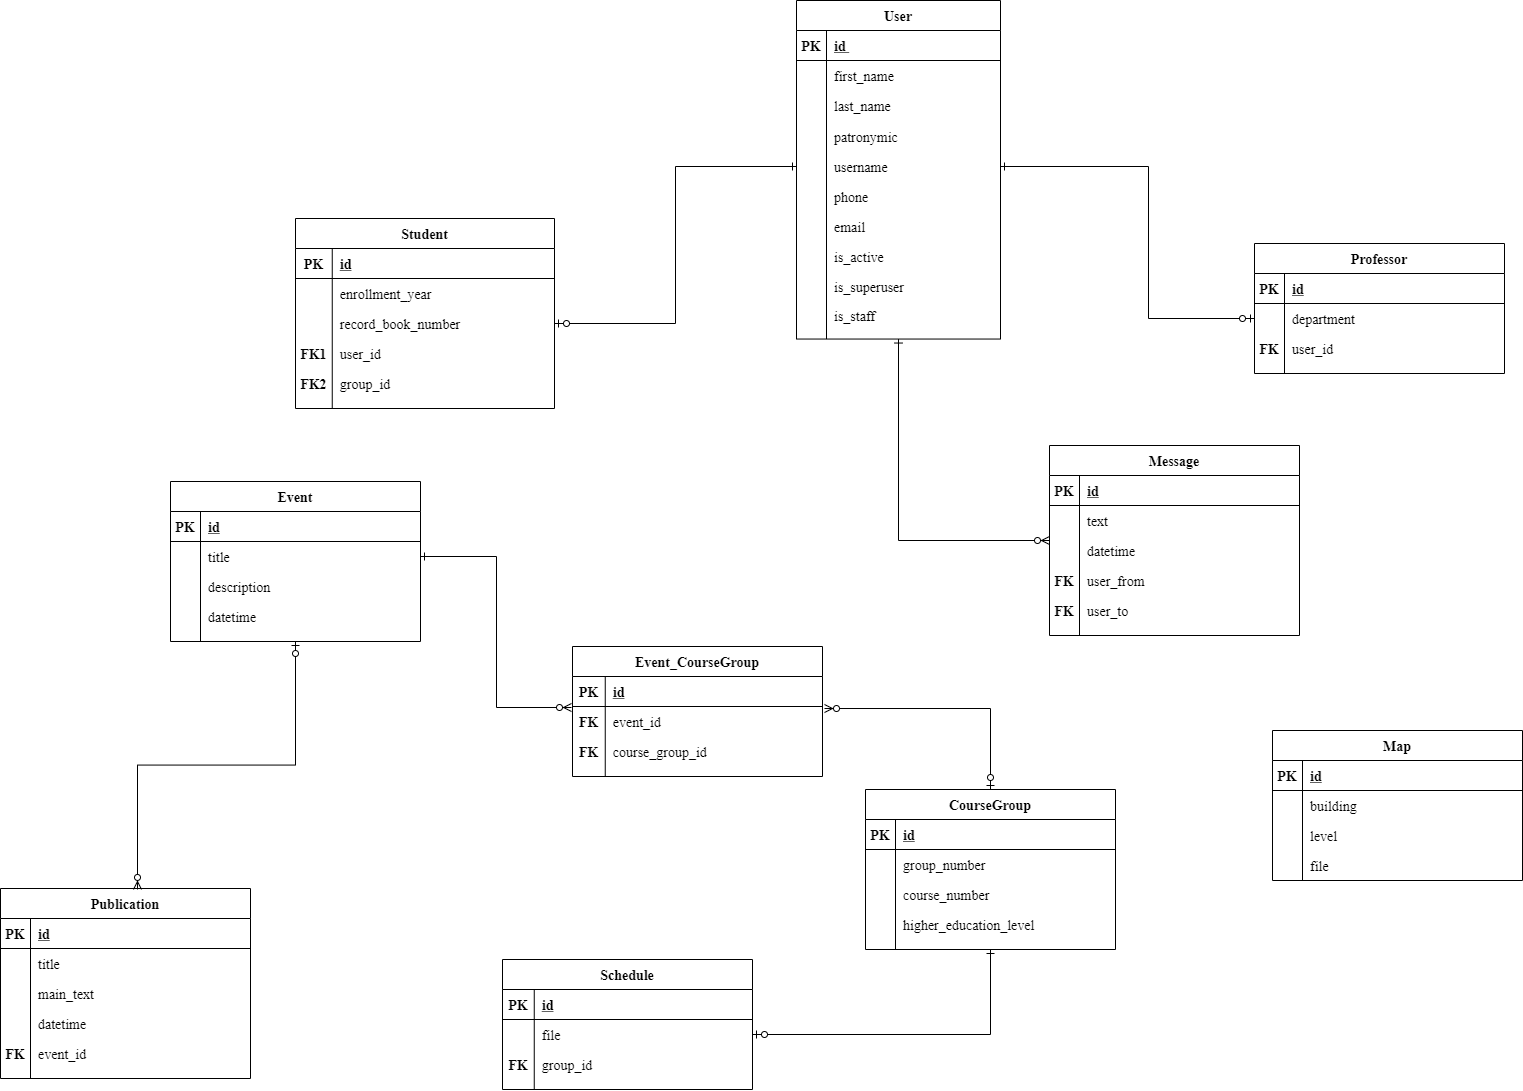 User
PK id
first_name
last_name
patronymic
username
phone
email
is_active
is_superuser
is_staff
Student
PK id
enrollment_year
record_book_number
FK1 user_id
FK2 group_id
Professor
PK id
department
FK user_id
Message
PK id
text
datetime
FK user_from
FK user_to
Event
PK id
title
description
datetime
Event_CourseGroup
PK id
FK event_id
FK course_group_id
Map
PK id
building
level
file
CourseGroup
PK id
group_number
course_number
higher_education_level
Publication
PK id
title
main_text
datetime
FK event_id
Schedule
PK id
file
FK group_id